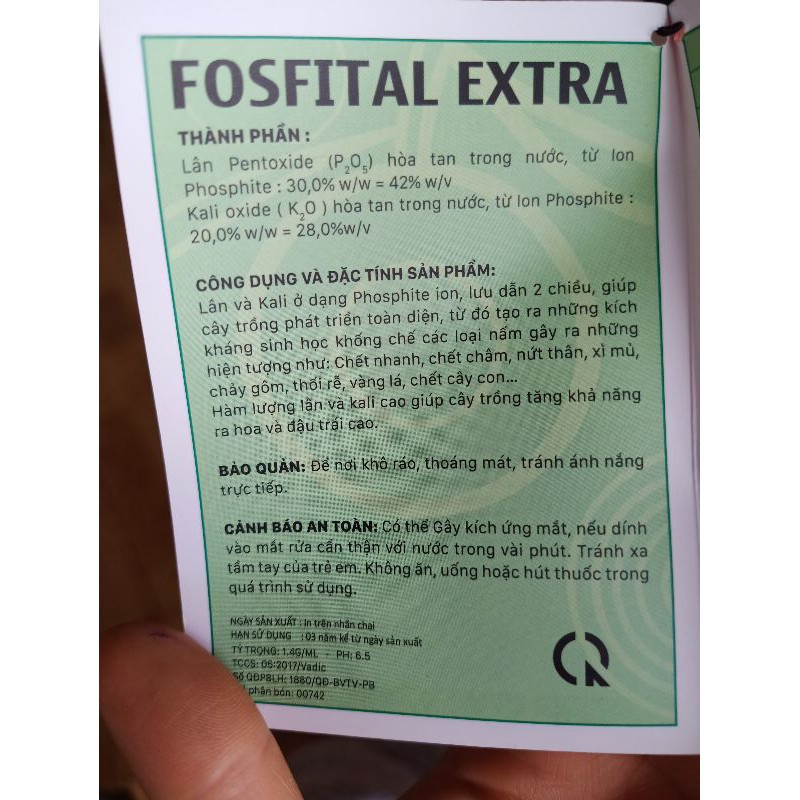 FOSFITAL EXTRA
THÀNH PHẦN :
Lân Pentoxide (P₂O₅) hòa tan trong nước, từ Ion
Phosphite : 30,0% w/w = 42% w/v
Kali oxide ( K₂O ) hòa tan trong nước, từ Ion Phosphite :
20,0% w/w = 28,0%w/v
CÔNG DỤNG VÀ ĐẶC TÍNH SẢN PHẨM:
Lân và Kali ở dạng Phosphite ion, lưu dẫn 2 chiều, giúp
cây trồng phát triển toàn diện, từ đó tạo ra những kích
kháng sinh học khống chế các loại nấm gây ra những
hiện tượng như: Chết nhanh, chết chậm, nứt thân, xì mủ,
chảy gôm, thối rễ, vàng lá, chết cây con...
Hàm lượng lân và kali cao giúp cây trồng tăng khả năng
ra hoa và đậu trái cao.
BẢO QUẢN: Để nơi khô ráo, thoáng mát, tránh ánh nắng
trực tiếp.
CẢNH BÁO AN TOÀN: Có thể Gây kích ứng mắt, nếu dính
vào mắt rửa cẩn thận với nước trong vài phút. Tránh xa
tầm tay của trẻ em. Không ăn, uống hoặc hút thuốc trong
quá trình sử dụng.
NGÀY SẢN XUẤT : In trên nhãn chai
HẠN SỬ DỤNG : 03 năm kể từ ngày sản xuất
TỶ TRỌNG: 1.4G/ML - PH: 6.5
TCCS: 05:2017/Vadic
Số QĐPBLH: 1880/QĐ-BVTV-PB
phân bón: 00742